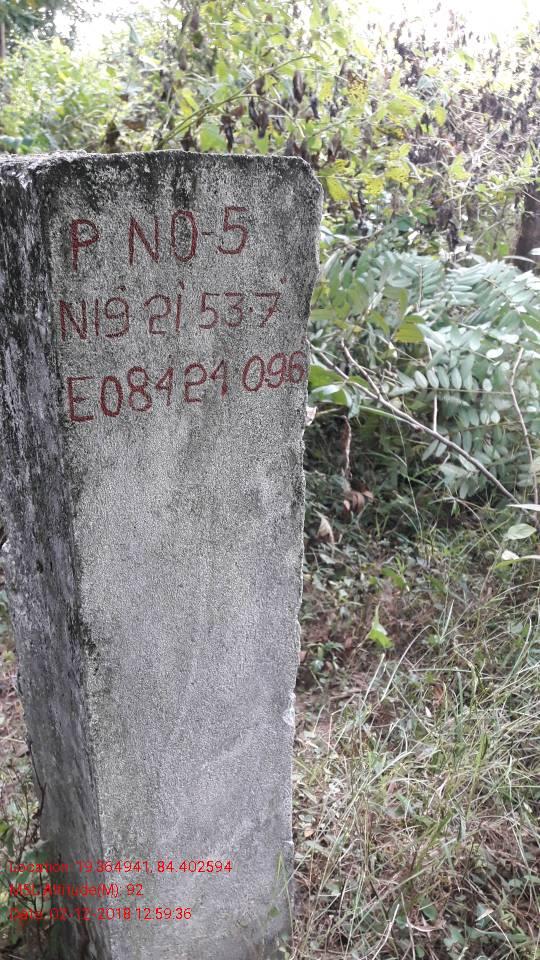 P NO-5
N19° 21' 53.7"
E084 24 09.6
Location: 19.364941, 84.402594
MSL Altitude(M): 92
Date: 02-12-2018 12:59:36